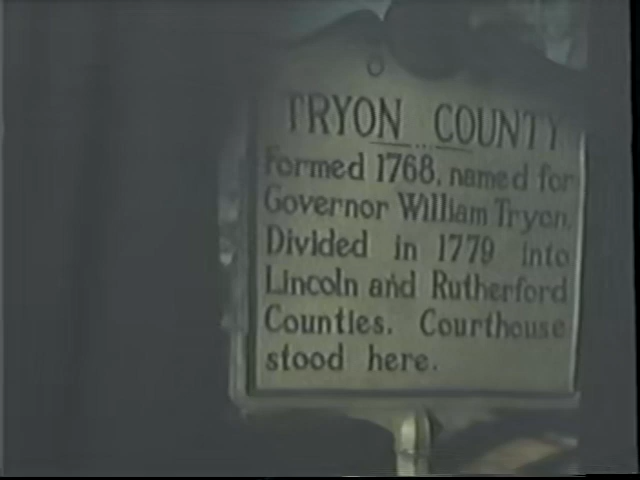 TRYON COUNTY
Formed 1768, named for
Governor William Tryon.
Divided in 1779 into
Lincoln and Rutherford
Counties. Courthouse
stood here.